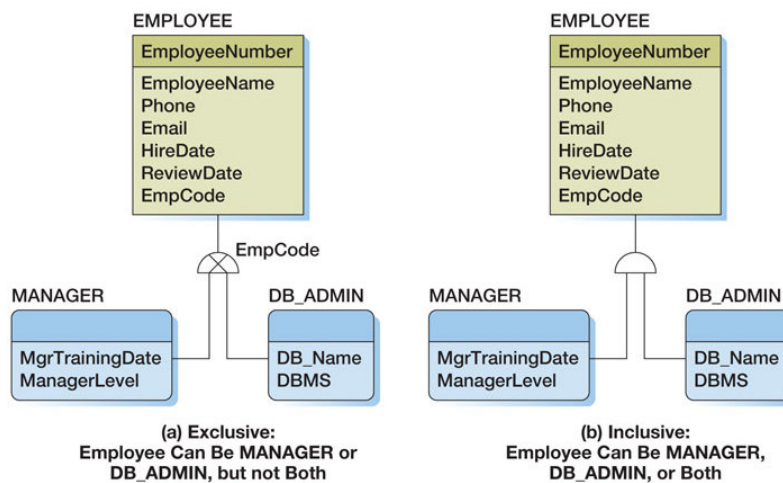 EMPLOYEE
EmployeeNumber
EmployeeName
Phone
Email
HireDate
ReviewDate
EmpCode
EmpCode
MANAGER
MgrTrainingDate
ManagerLevel
DB_ADMIN
DB_Name
DBMS
(a) Exclusive:
Employee Can Be MANAGER or
DB_ADMIN, but not Both
EMPLOYEE
EmployeeNumber
EmployeeName
Phone
Email
HireDate
ReviewDate
EmpCode
MANAGER
MgrTrainingDate
ManagerLevel
DB_ADMIN
DB_Name
DBMS
(b) Inclusive:
Employee Can Be MANAGER,
DB_ADMIN, or Both